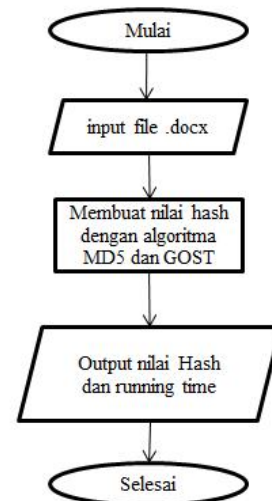 Mulai
input file .docx
Membuat nilai hash
dengan algoritma
MD5 dan GOST
Output nilai Hash
dan running time
Selesai